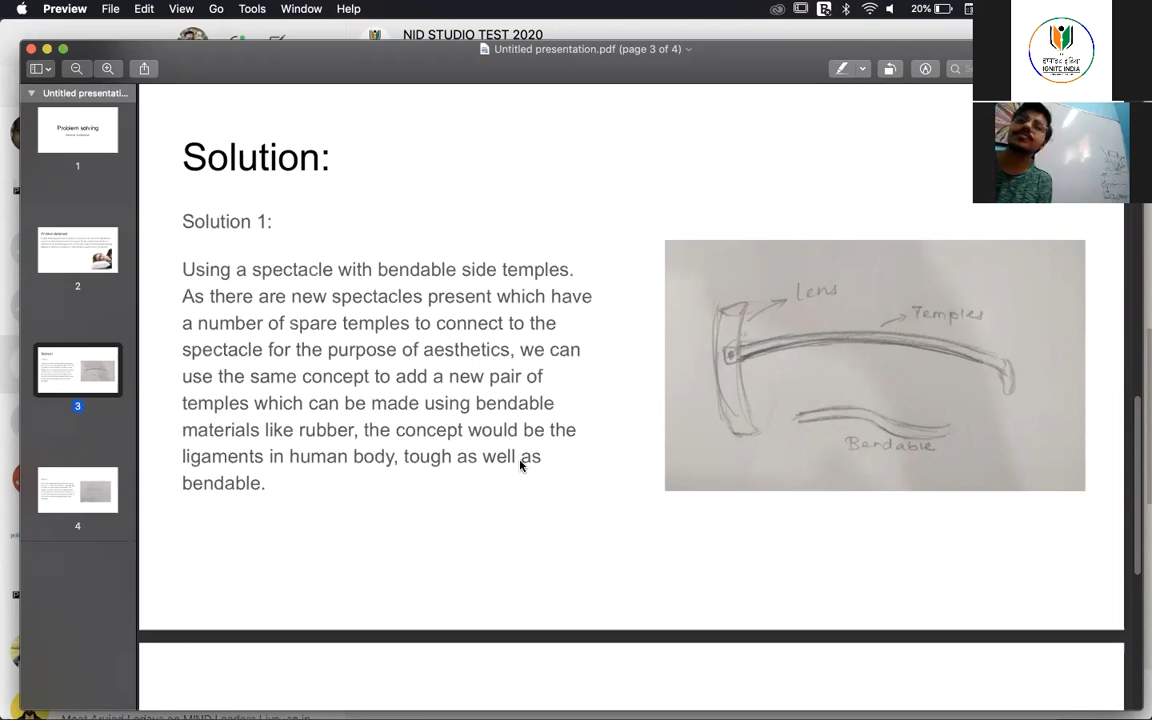 Preview File Edit View Go Tools Window Help
20%
NID STUDIO TEST 2020
Untitled presentation.pdf (page 3 of 4)
Untitled presentati...
Problem solving
1
2
3
4
Solution:
Solution 1:
Using a spectacle with bendable side temples.
As there are new spectacles present which have
a number of spare temples to connect to the
spectacle for the purpose of aesthetics, we can
use the same concept to add a new pair of
temples which can be made using bendable
materials like rubber, the concept would be the
ligaments in human body, tough as well as
bendable.
Lens
Temples
Bendable
IGNITE INDIA